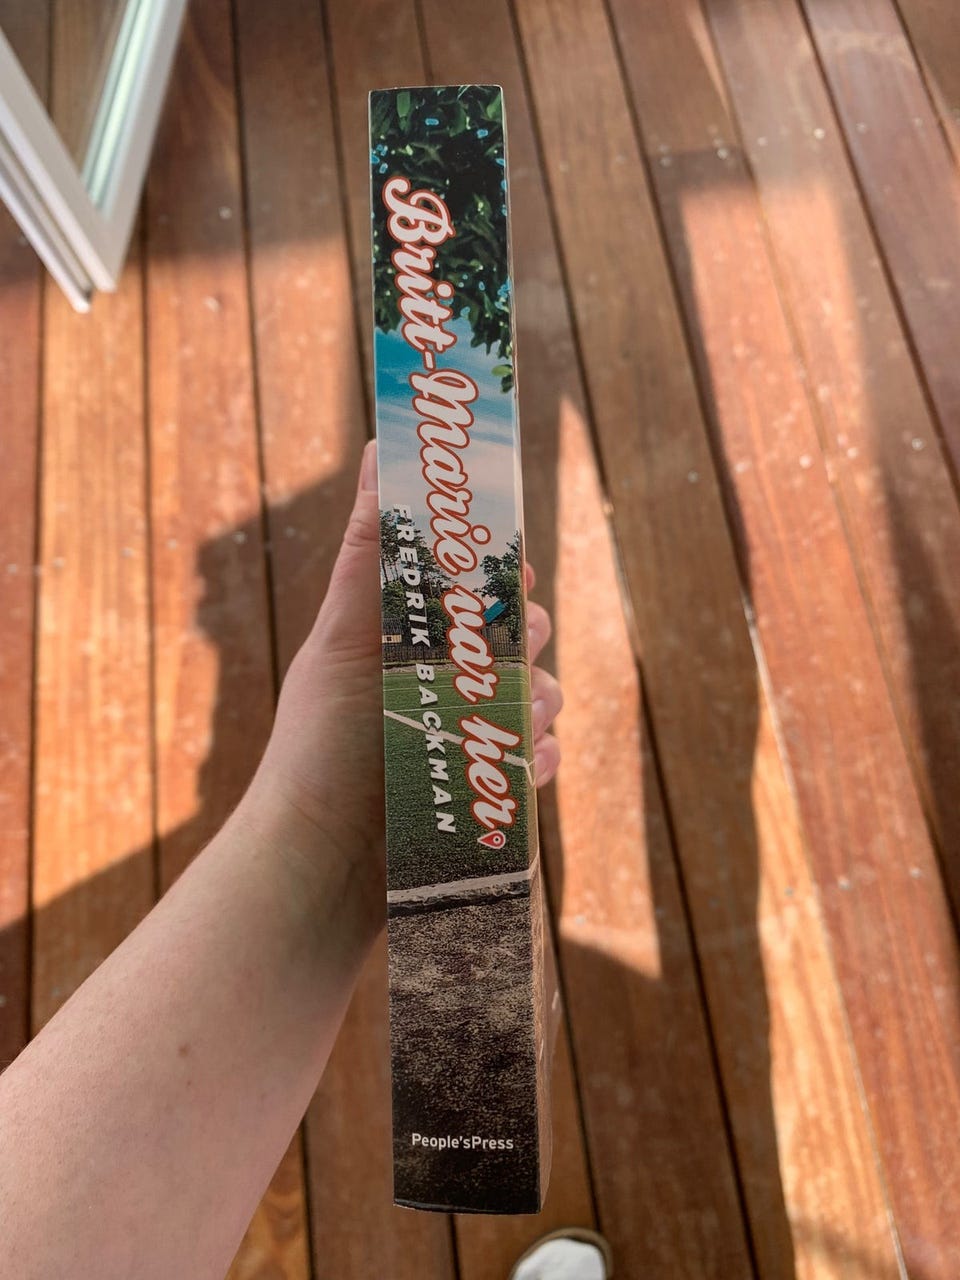 Britt-Marie var her
FREDRIK BACKMAN
People'sPress